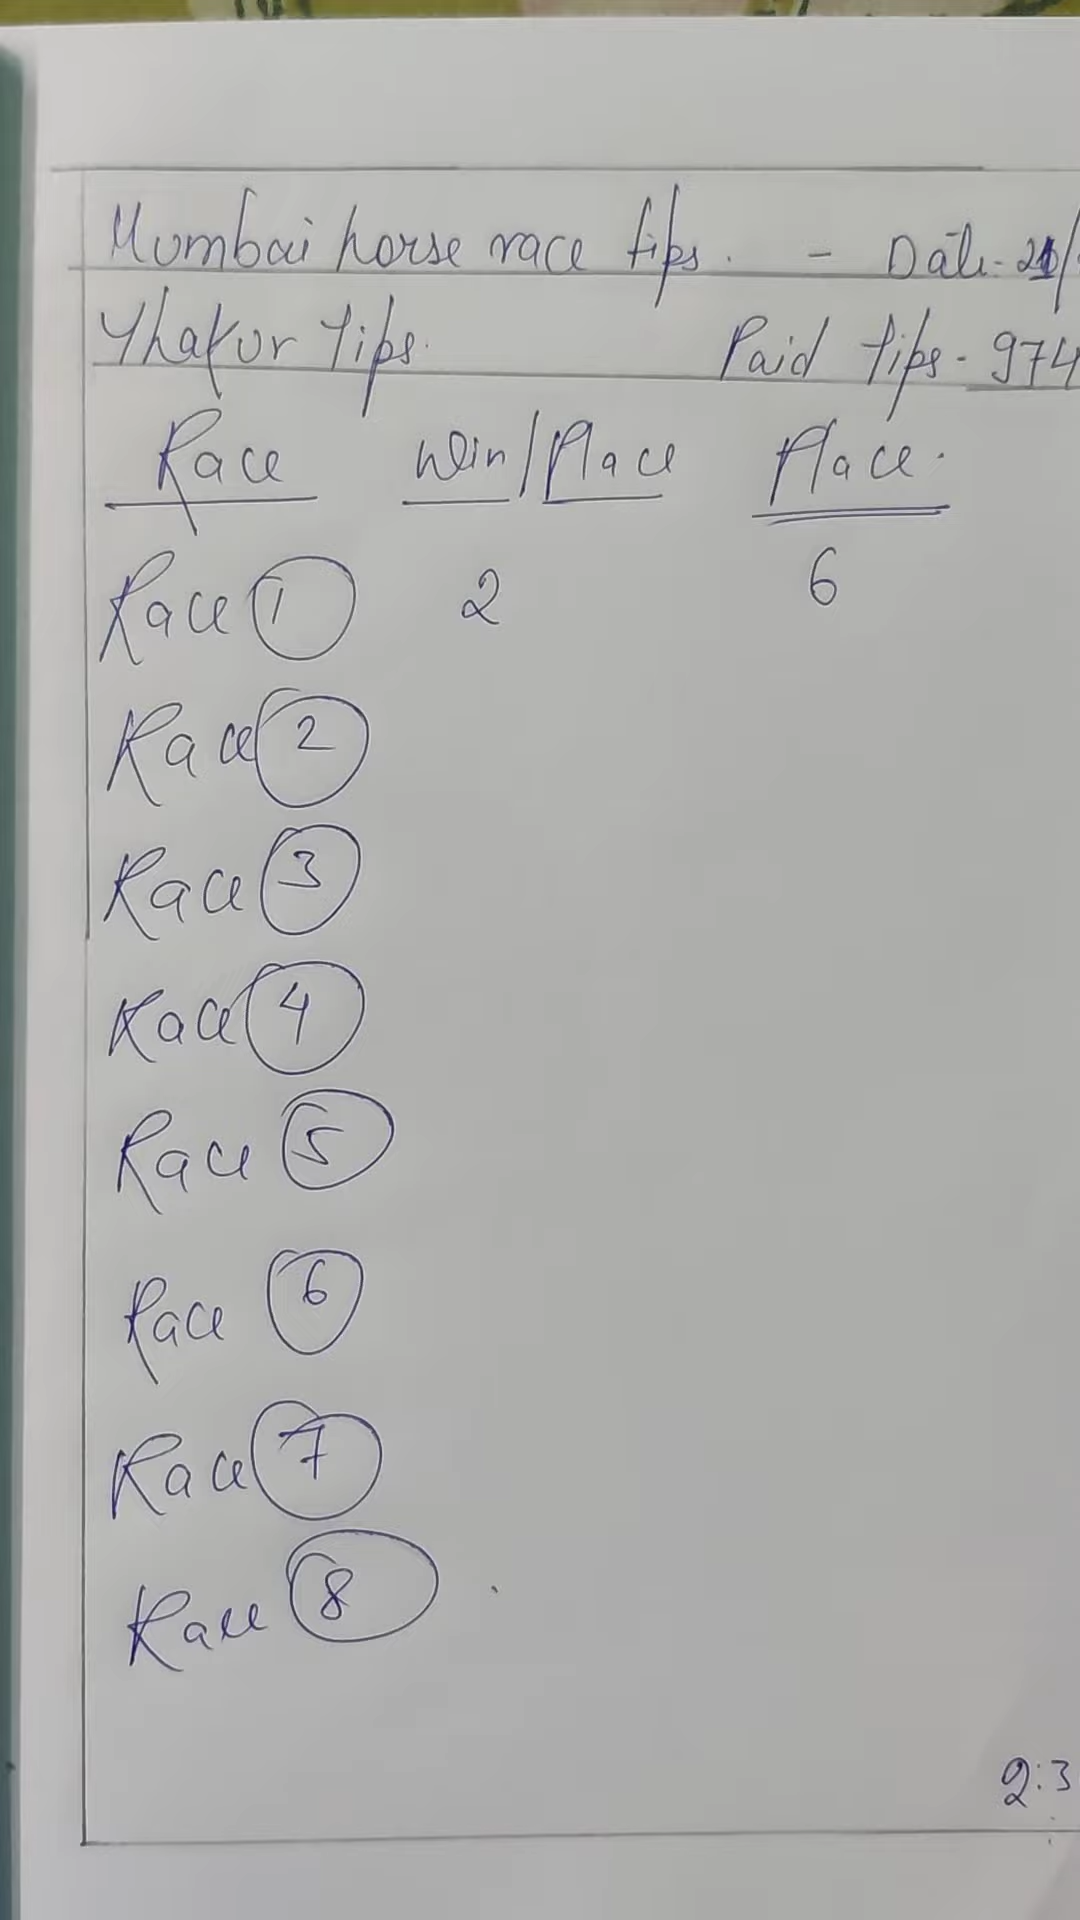 Mumbai horse race tips. - Date- 21/
Thakur Tips. Paid tips- 974
Race Win/Place Place.
Race 1 2 6
Race 2
Race 3
Race 4
Race 5
Race 6
Race 7
Race 8
2:3